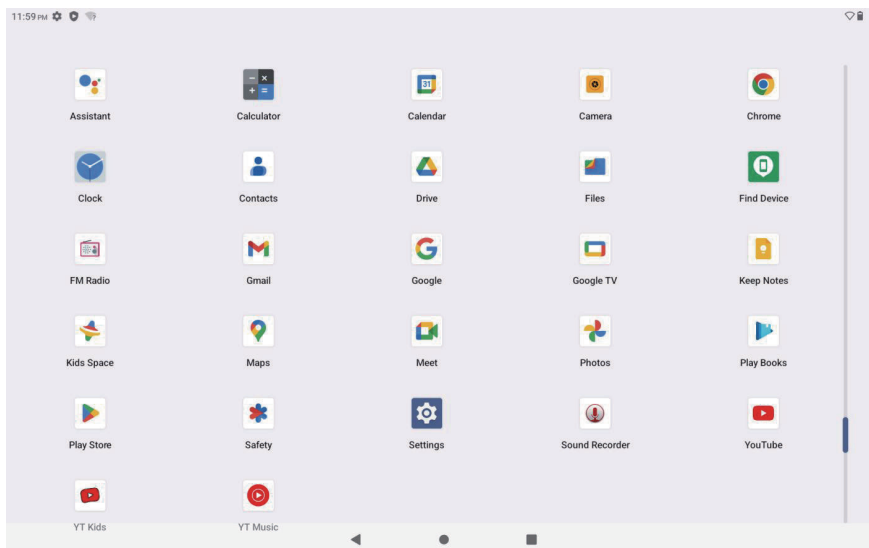 11:59 PM
Assistant Calculator Calendar Camera Chrome
31
Clock Contacts Drive Files Find Device
FM Radio Gmail Google Google TV Keep Notes
Kids Space Maps Meet Photos Play Books
Play Store Safety Settings Sound Recorder YouTube
YT Kids YT Music